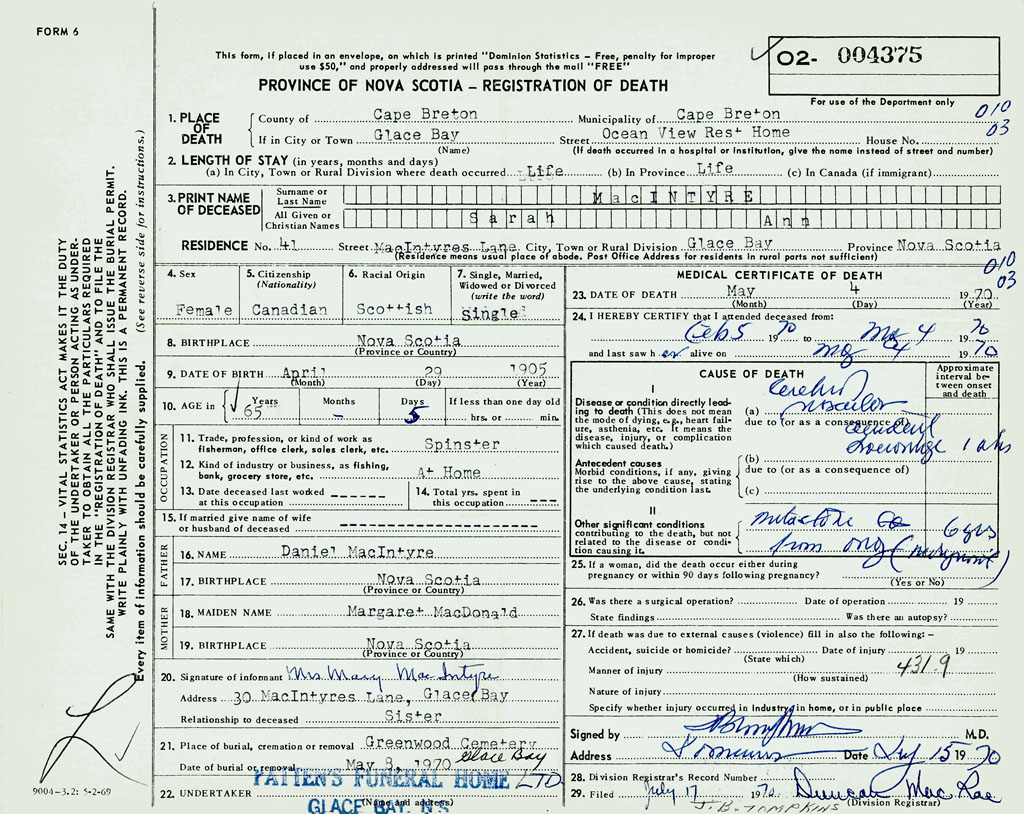 FORM 6
This form, if placed in an envelope, on which is printed "Dominion Statistics – Free, penalty for improper
use $50," and properly addressed will pass through the mail "FREE"
PROVINCE OF NOVA SCOTIA – REGISTRATION OF DEATH
02- 004375
For use of the Department only
010
03
1. PLACE OF DEATH
County of Cape Breton Municipality of Cape Breton
If in City or Town Glace Bay Street Ocean View Rest Home House No.
(Name) (If death occurred in a hospital or Institution, give the name instead of street and number)
2. LENGTH OF STAY (in years, months and days)
(a) In City, Town or Rural Division where death occurred Life (b) In Province Life (c) In Canada (if immigrant)
3. PRINT NAME OF DECEASED
Surname or Last Name MacINTYRE
All Given or Christian Names Sarah Ann
RESIDENCE No. 41 Street MacIntyres Lane City, Town or Rural Division Glace Bay Province Nova Scotia
(Residence means usual place of abode. Post Office Address for residents in rural parts not sufficient)
010
03
4. Sex
Female
5. Citizenship
(Nationality)
Canadian
6. Racial Origin
Scottish
7. Single, Married,
Widowed or Divorced
(write the word)
Single
8. BIRTHPLACE Nova Scotia
(Province or Country)
9. DATE OF BIRTH April 29 1905
(Month) (Day) (Year)
10. AGE in Years Months Days If less than one day old
65 – 5 hrs. or min.
OCCUPATION
11. Trade, profession, or kind of work as
fisherman, office clerk, sales clerk, etc. Spinster
12. Kind of industry or business, as fishing,
bank, grocery store, etc. At Home
13. Date deceased last worked
at this occupation
14. Total yrs. spent in
this occupation
15. If married give name of wife
or husband of deceased
FATHER
16. NAME Daniel MacIntyre
17. BIRTHPLACE Nova Scotia
(Province or Country)
MOTHER
18. MAIDEN NAME Margaret MacDonald
19. BIRTHPLACE Nova Scotia
(Province or Country)
20. Signature of informant Mrs Mary MacIntyre
Address 30 MacIntyres Lane, Glace Bay
Relationship to deceased Sister
21. Place of burial, cremation or removal Greenwood Cemetery
Glace Bay
Date of burial or removal May 8, 1970
22. UNDERTAKER PATTEN'S FUNERAL HOME LTD
(Name and address)
GLACE BAY, N S
MEDICAL CERTIFICATE OF DEATH
23. DATE OF DEATH May 4 1970
(Month) (Day) (Year)
24. I HEREBY CERTIFY that I attended deceased from:
Feb 5 1970 to May 4 1970
and last saw her alive on May 4 1970
CAUSE OF DEATH
Approximate
interval between
onset
and death
I
Disease or condition directly leading
to death (This does not mean
the mode of dying, e.g., heart failure,
asthenia, etc. It means the
disease, injury, or complication
which caused death.)
(a) Cerebral vascular
due to (or as a consequence of)
accident
(b)
due to (or as a consequence of)
(c)
Antecedent causes
Morbid conditions, if any, giving
rise to the above cause, stating
the underlying condition last.
II
Other significant conditions
contributing to the death, but not
related to the disease or condition
causing it.
6 yrs
from
25. If a woman, did the death occur either during
pregnancy or within 90 days following pregnancy?
(Yes or No)
26. Was there a surgical operation? Date of operation 19
State findings Was there an autopsy?
27. If death was due to external causes (violence) fill in also the following: –
Accident, suicide or homicide? Date of injury 19
(State which)
431.9
Manner of injury
(How sustained)
Nature of injury
Specify whether injury occurred in industry, in home, or in public place
Signed by M.D.
Address Date July 15 1970
28. Division Registrar's Record Number
29. Filed July 17 1970 Duncan MacRae
J. B. TOMPKINS (Division Registrar)
SEC. 14 – VITAL STATISTICS ACT MAKES IT THE DUTY
OF THE UNDERTAKER OR PERSON ACTING AS UNDERTAKER
TO OBTAIN ALL THE PARTICULARS REQUIRED
IN THE "REGISTRATION OF DEATH" AND TO FILE THE
SAME WITH THE DIVISION REGISTRAR WHO SHALL ISSUE THE BURIAL PERMIT.
WRITE PLAINLY WITH UNFADING INK. THIS IS A PERMANENT RECORD.
Every item of information should be carefully supplied. (See reverse side for instructions.)
9004-3.2: 5-2-69